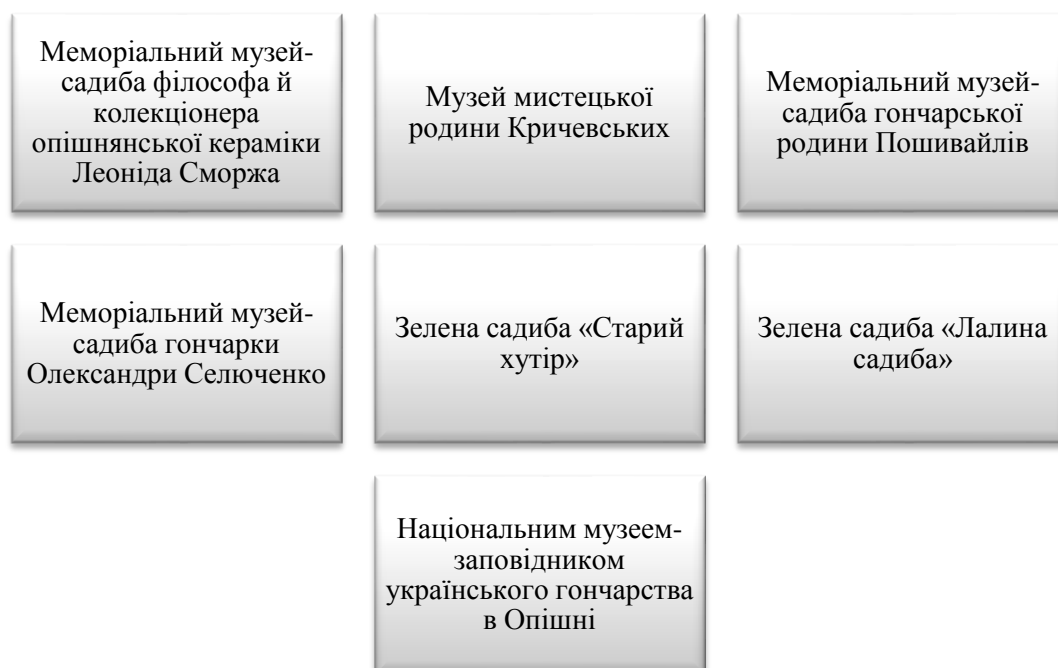 Меморіальний музей-
садиба філософа й
колекціонера
опішнянської кераміки
Леоніда Сморжа
Музей мистецької
родини Кричевських
Меморіальний музей-
садиба гончарської
родини Пошивайлів
Меморіальний музей-
садиба гончарки
Олександри Селюченко
Зелена садиба «Старий
хутір»
Зелена садиба «Лалина
садиба»
Національним музеєм-
заповідником
українського гончарства
в Опішні